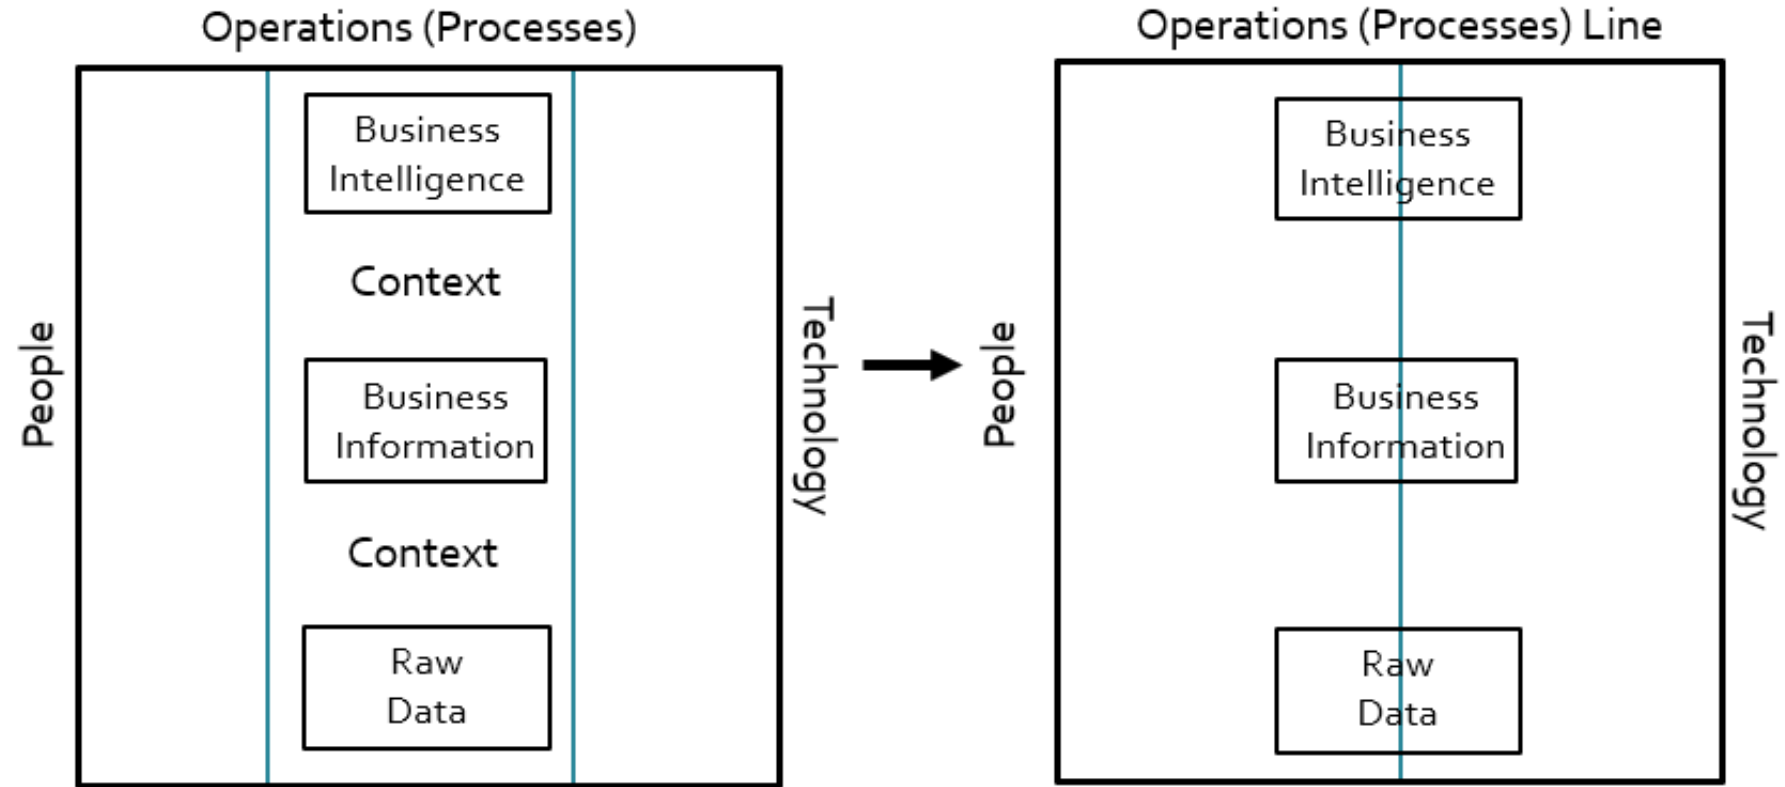 Operations (Processes)
Business
Intelligence
Context
Business
Information
Context
Raw
Data
People
Technology
Operations (Processes) Line
Business
Intelligence
Business
Information
Raw
Data
People
Technology